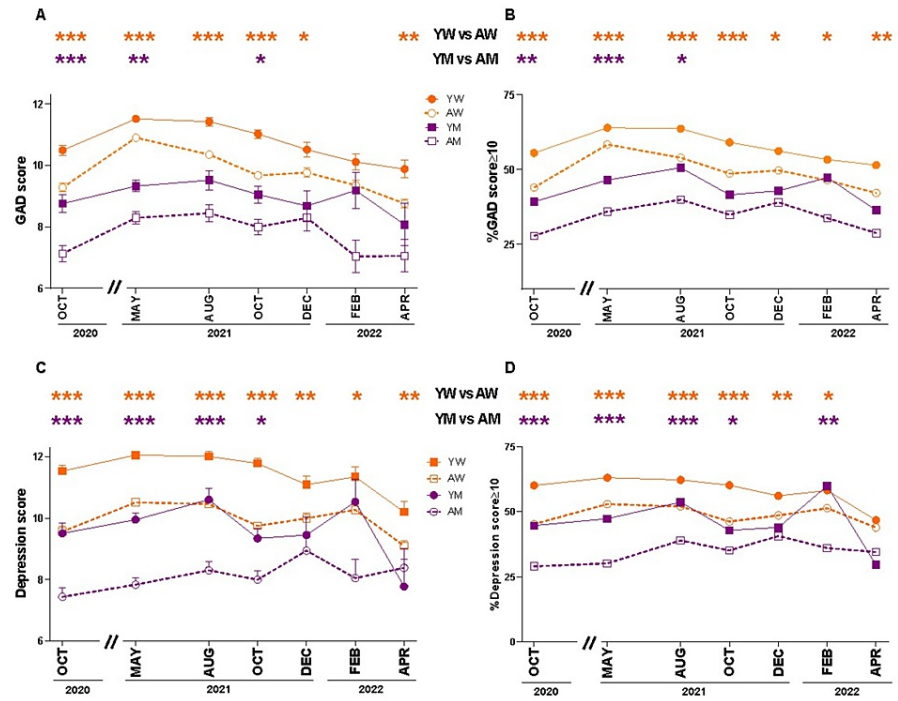 A
B
*** *** *** *** * ** YW vs AW *** *** *** *** * * **
*** ** * YM vs AM ** *** *
GAD score
12
10
8
6
YW
AW
YM
AM
%GAD score≥10
75
50
25
OCT // MAY AUG OCT DEC FEB APR
2020 2021 2022
OCT // MAY AUG OCT DEC FEB APR
2020 2021 2022
C
D
*** *** *** *** ** * ** YW vs AW *** *** *** *** ** *
*** *** *** * YM vs AM *** *** *** * **
Depression score
12
10
8
6
YW
AW
YM
AM
%Depression score≥10
75
50
25
0
OCT // MAY AUG OCT DEC FEB APR
2020 2021 2022
OCT // MAY AUG OCT DEC FEB APR
2020 2021 2022